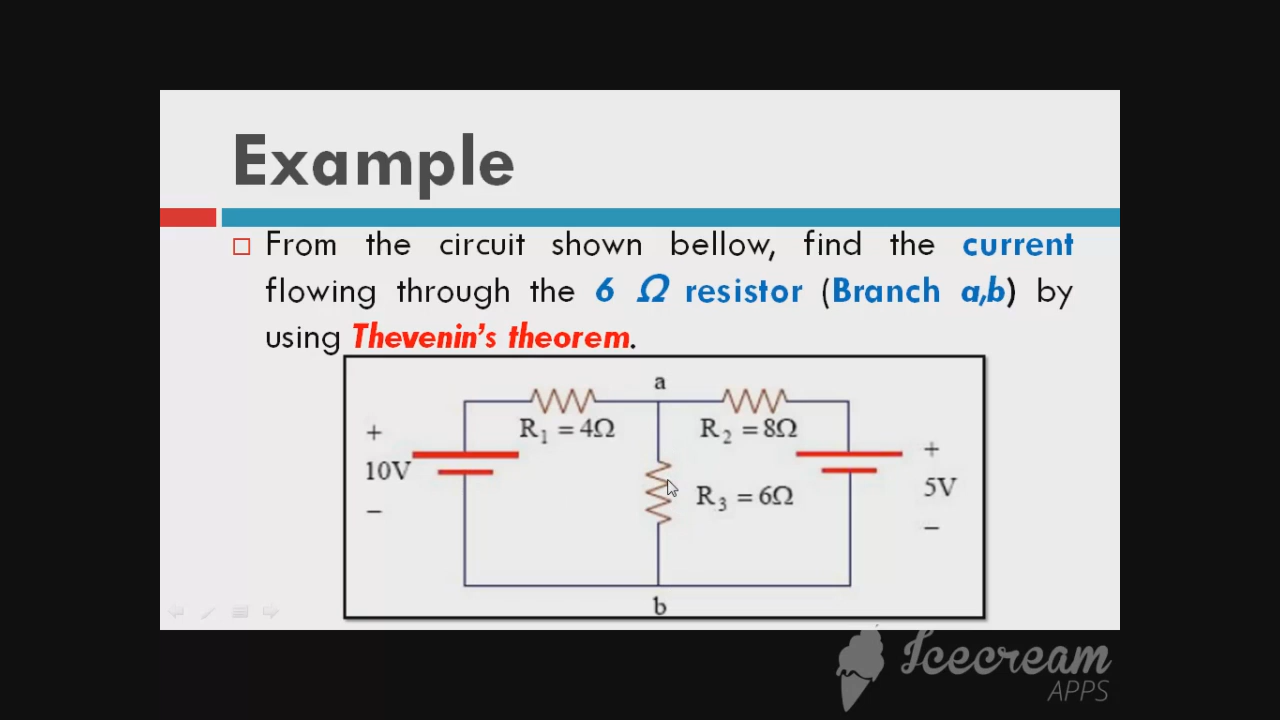 Example
From the circuit shown bellow, find the current
flowing through the 6 Ω resistor (Branch a,b) by
using Thevenin's theorem.
a
+
R₁ = 4Ω
R₂ = 8Ω
+
10V
R₃ = 6Ω
5V
−
−
b
Icecream
APPS